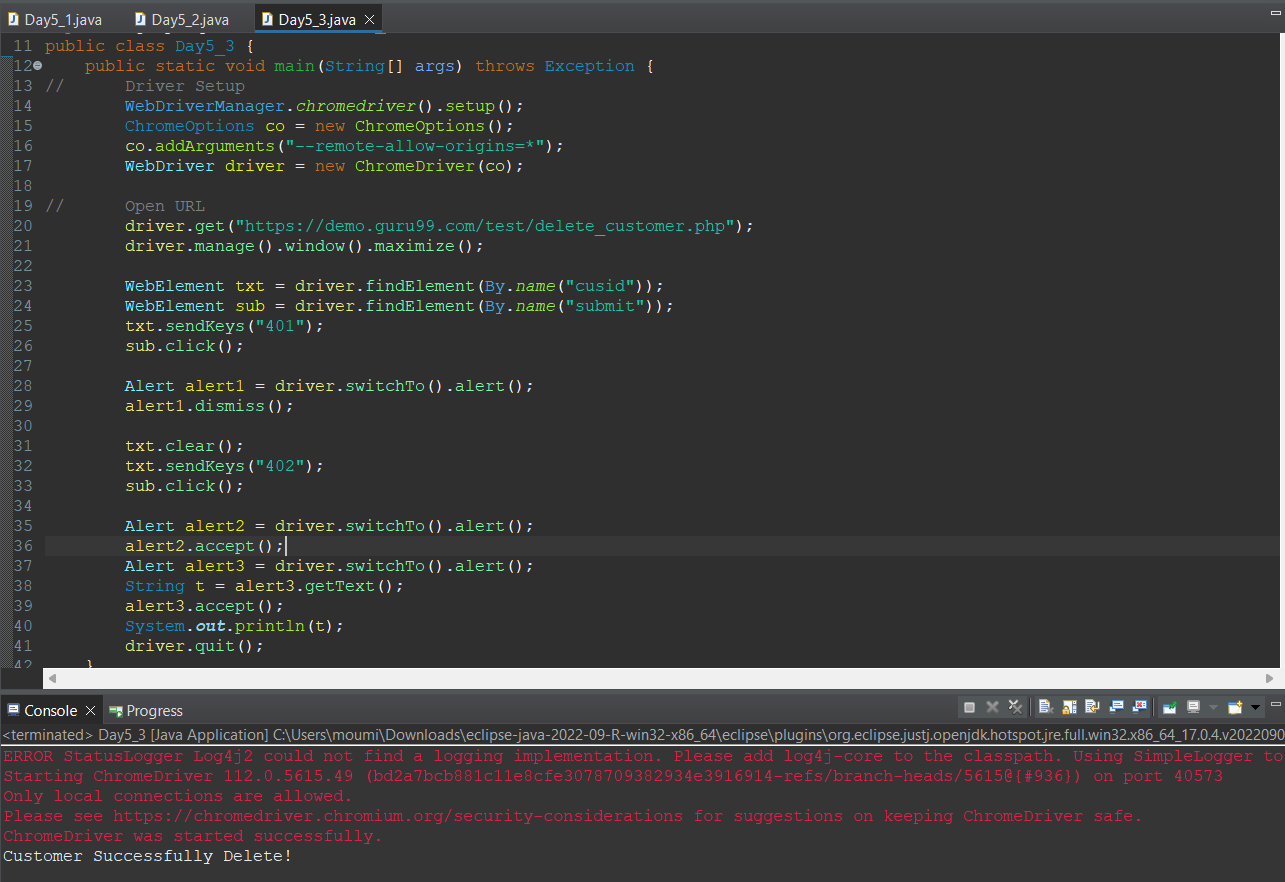 Day5_1.java Day5_2.java Day5_3.java
11 public class Day5_3 {
12 public static void main(String[] args) throws Exception {
13 // Driver Setup
14 WebDriverManager.chromedriver().setup();
15 ChromeOptions co = new ChromeOptions();
16 co.addArguments("--remote-allow-origins=*");
17 WebDriver driver = new ChromeDriver(co);
18
19 // Open URL
20 driver.get("https://demo.guru99.com/test/delete_customer.php");
21 driver.manage().window().maximize();
22
23 WebElement txt = driver.findElement(By.name("cusid"));
24 WebElement sub = driver.findElement(By.name("submit"));
25 txt.sendKeys("401");
26 sub.click();
27
28 Alert alert1 = driver.switchTo().alert();
29 alert1.dismiss();
30
31 txt.clear();
32 txt.sendKeys("402");
33 sub.click();
34
35 Alert alert2 = driver.switchTo().alert();
36 alert2.accept();
37 Alert alert3 = driver.switchTo().alert();
38 String t = alert3.getText();
39 alert3.accept();
40 System.out.println(t);
41 driver.quit();
42 }
Console Progress
<terminated> Day5_3 [Java Application] C:\Users\moumi\Downloads\eclipse-java-2022-09-R-win32-x86_64\eclipse\plugins\org.eclipse.justj.openjdk.hotspot.jre.full.win32.x86_64_17.0.4.v2022090
ERROR StatusLogger Log4j2 could not find a logging implementation. Please add log4j-core to the classpath. Using SimpleLogger to
Starting ChromeDriver 112.0.5615.49 (bd2a7bcb881c11e8cfe3078709382934e3916914-refs/branch-heads/5615@{#936}) on port 40573
Only local connections are allowed.
Please see https://chromedriver.chromium.org/security-considerations for suggestions on keeping ChromeDriver safe.
ChromeDriver was started successfully.
Customer Successfully Delete!